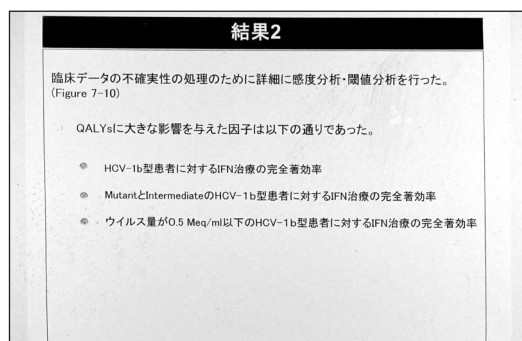 結果2
臨床データの不確実性の処理のために詳細に感度分析・閾値分析を行った。
(Figure 7-10)
QALYsに大きな影響を与えた因子は以下の通りであった。
HCV-1b型患者に対するIFN治療の完全著効率
MutantとIntermediateのHCV-1b型患者に対するIFN治療の完全著効率
ウイルス量が0.5 Meq/ml以下のHCV-1b型患者に対するIFN治療の完全著効率